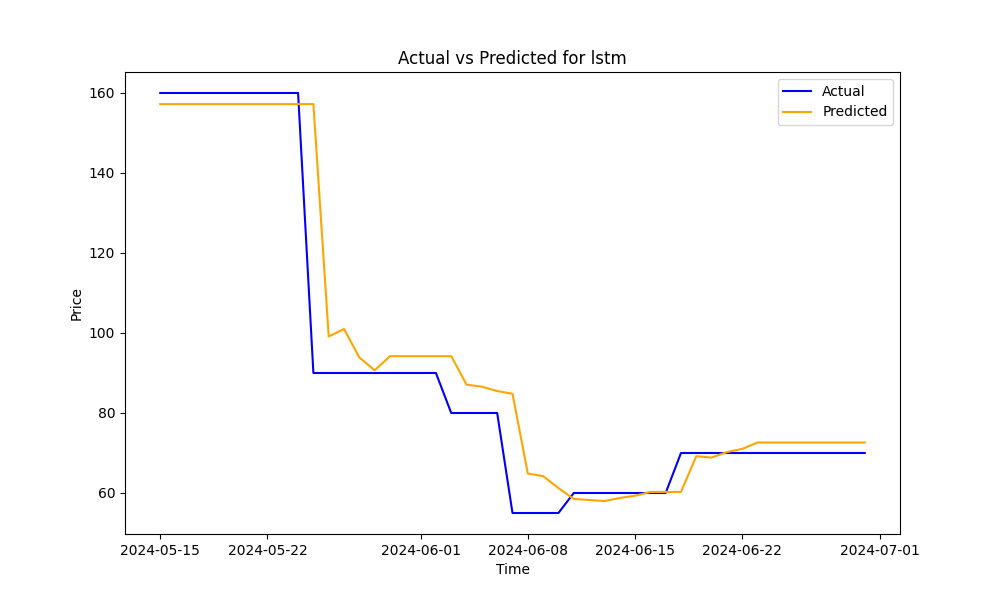 Actual vs Predicted for lstm
Actual
Predicted
Price
160
140
120
100
80
60
2024-05-15
2024-05-22
2024-06-01
2024-06-08
2024-06-15
2024-06-22
2024-07-01
Time